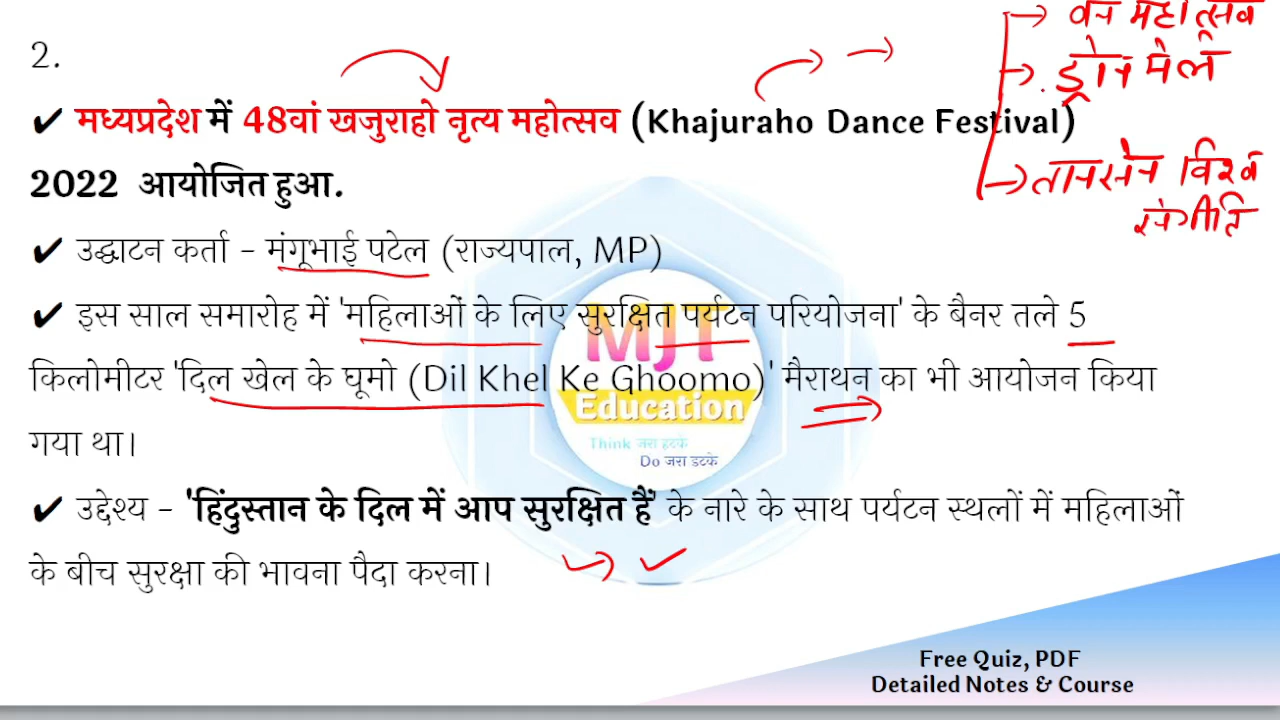 2.
→ वन महोत्सव
→ ड्रोन मेला
✔ मध्यप्रदेश में 48वां खजुराहो नृत्य महोत्सव (Khajuraho Dance Festival)
→ तानसेन विश्व
संगीत
2022 आयोजित हुआ.
✔ उद्घाटन कर्ता - मंगूभाई पटेल (राज्यपाल, MP)
✔ इस साल समारोह में 'महिलाओं के लिए सुरक्षित पर्यटन परियोजना' के बैनर तले 5
किलोमीटर 'दिल खेल के घूमो (Dil Khel Ke Ghoomo)' मैराथन का भी आयोजन किया
गया था।
✔ उद्देश्य - 'हिंदुस्तान के दिल में आप सुरक्षित हैं' के नारे के साथ पर्यटन स्थलों में महिलाओं
के बीच सुरक्षा की भावना पैदा करना।
MJT
Education
Think जरा हटके
Do जरा डटके
Free Quiz, PDF
Detailed Notes & Course